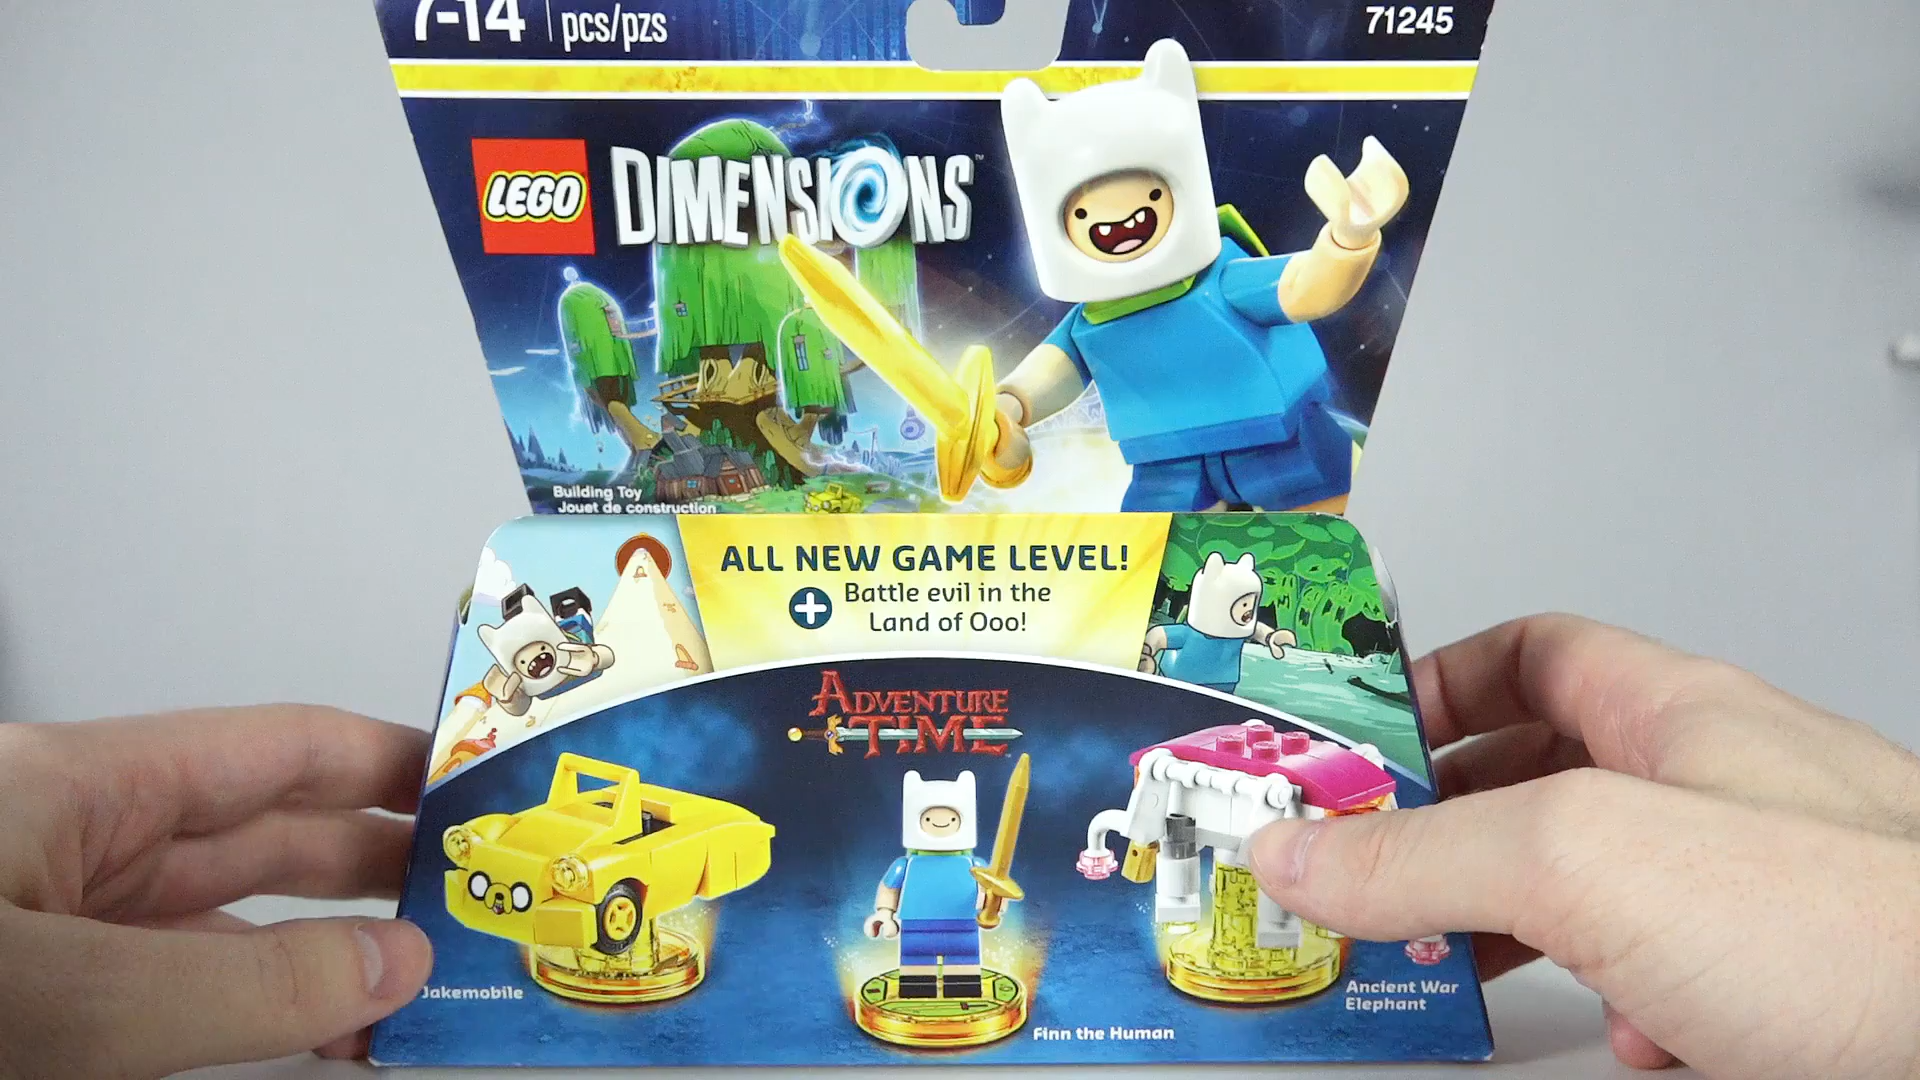 7-14 pcs/pzs
71245
LEGO
DIMENSIONS™
Building Toy
Jouet de construction
ALL NEW GAME LEVEL!
+ Battle evil in the
Land of Ooo!
ADVENTURE
TIME
Jakemobile
Finn the Human
Ancient War
Elephant